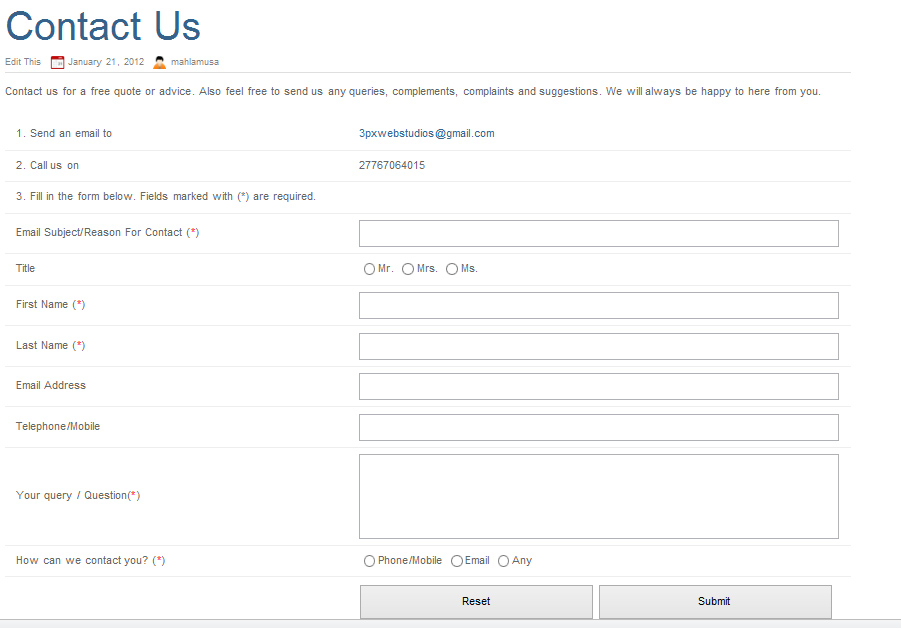 Contact Us
Edit This January 21, 2012 mahlamusa
Contact us for a free quote or advice. Also feel free to send us any queries, complements, complaints and suggestions. We will always be happy to here from you.
1. Send an email to 3pxwebstudios@gmail.com
2. Call us on 27767064015
3. Fill in the form below. Fields marked with (*) are required.
Email Subject/Reason For Contact (*)
Title Mr. Mrs. Ms.
First Name (*)
Last Name (*)
Email Address
Telephone/Mobile
Your query / Question(*)
How can we contact you? (*) Phone/Mobile Email Any
Reset Submit